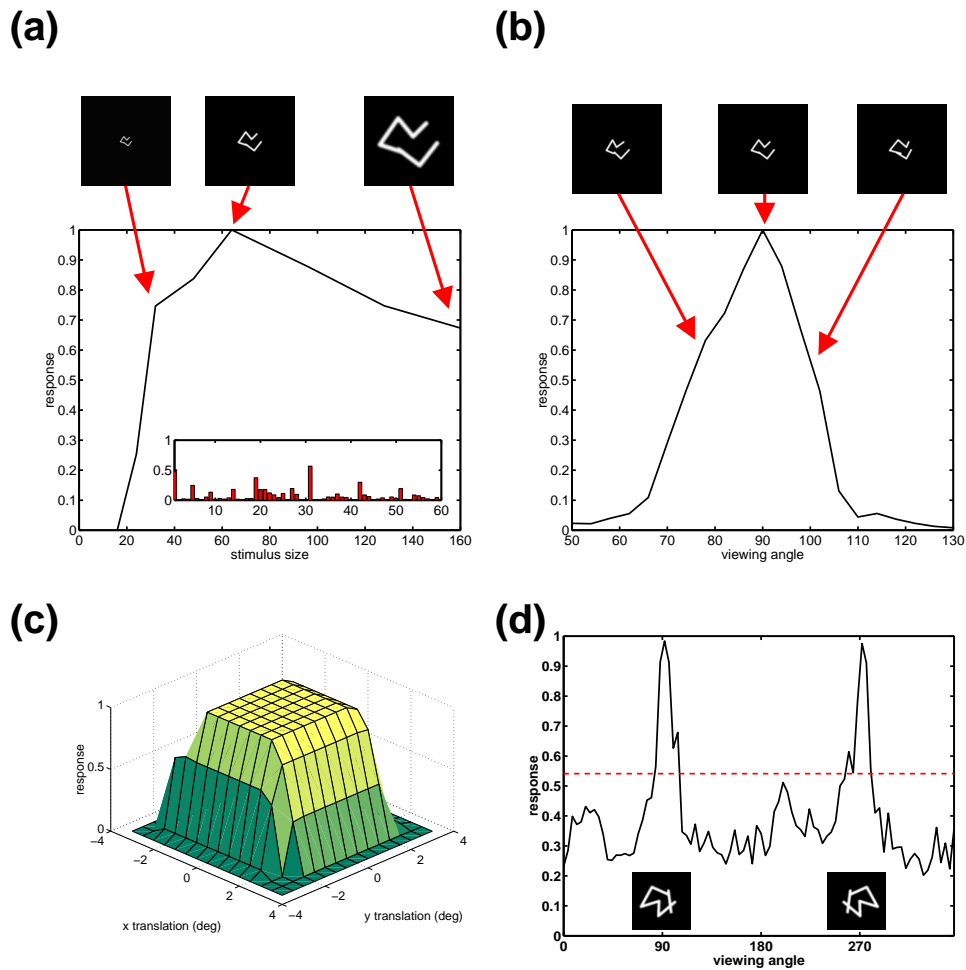 (a)
1
0.9
0.8
0.7
0.6
0.5
0.4
0.3
0.2
0.1
0
response
0 20 40 60 80 100 120 140 160
stimulus size
1
0.5
0
10 20 30 40 50 60
(b)
1
0.9
0.8
0.7
0.6
0.5
0.4
0.3
0.2
0.1
0
response
50 60 70 80 90 100 110 120 130
viewing angle
(c)
1
0.5
0
response
−4 −2 0 2 4
x translation (deg)
−4 −2 0 2 4
y translation (deg)
(d)
1
0.9
0.8
0.7
0.6
0.5
0.4
0.3
0.2
0.1
0
response
0 90 180 270
viewing angle